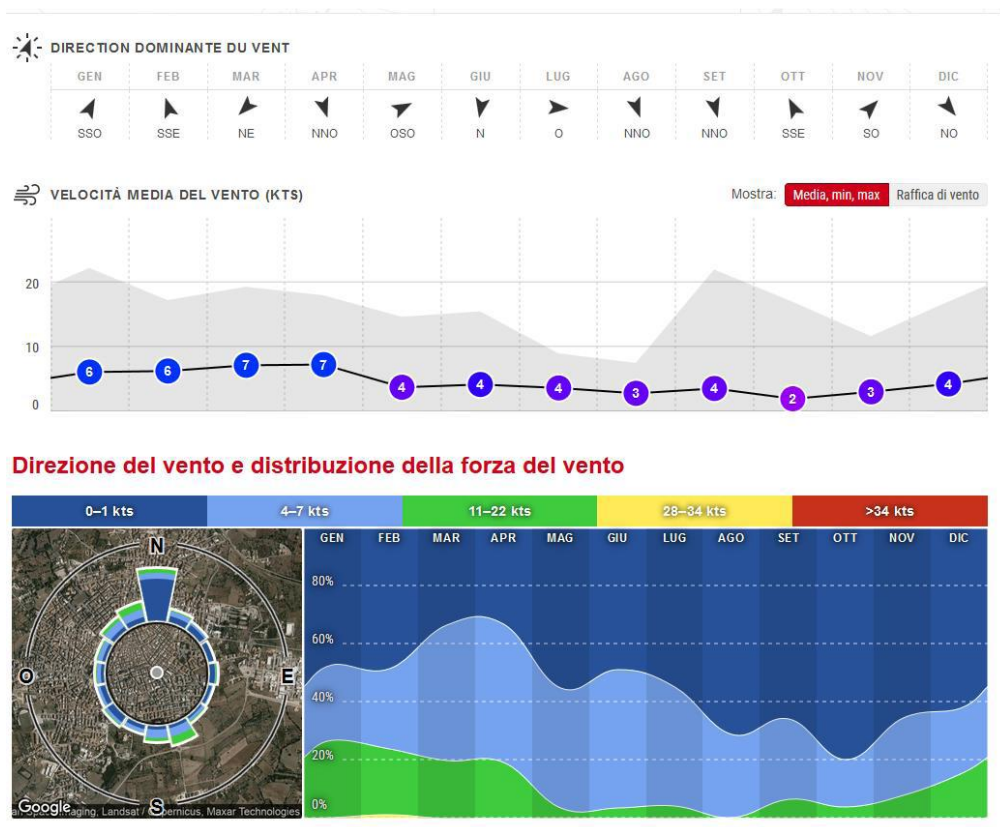 DIRECTION DOMINANTE DU VENT
GEN FEB MAR APR MAG GIU LUG AGO SET OTT NOV DIC
SSO SSE NE NNO OSO N O NNO NNO SSE SO NO
VELOCITÀ MEDIA DEL VENTO (KTS)
Mostra: Media, min, max Raffica di vento
20
10
0
6 6 7 7 4 4 4 3 4 2 3 4
Direzione del vento e distribuzione della forza del vento
0–1 kts 4–7 kts 11–22 kts 28–34 kts >34 kts
N
O
E
S
Google
Landsat / Copernicus, Maxar Technologies
GEN FEB MAR APR MAG GIU LUG AGO SET OTT NOV DIC
80%
60%
40%
20%
0%